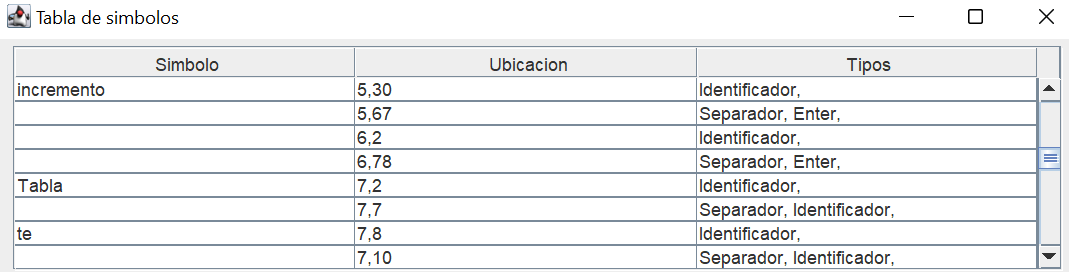 Tabla de simbolos
Simbolo Ubicacion Tipos
incremento 5,30 Identificador,
5,67 Separador, Enter,
6,2 Identificador,
6,78 Separador, Enter,
Tabla 7,2 Identificador,
7,7 Separador, Identificador,
te 7,8 Identificador,
7,10 Separador, Identificador,